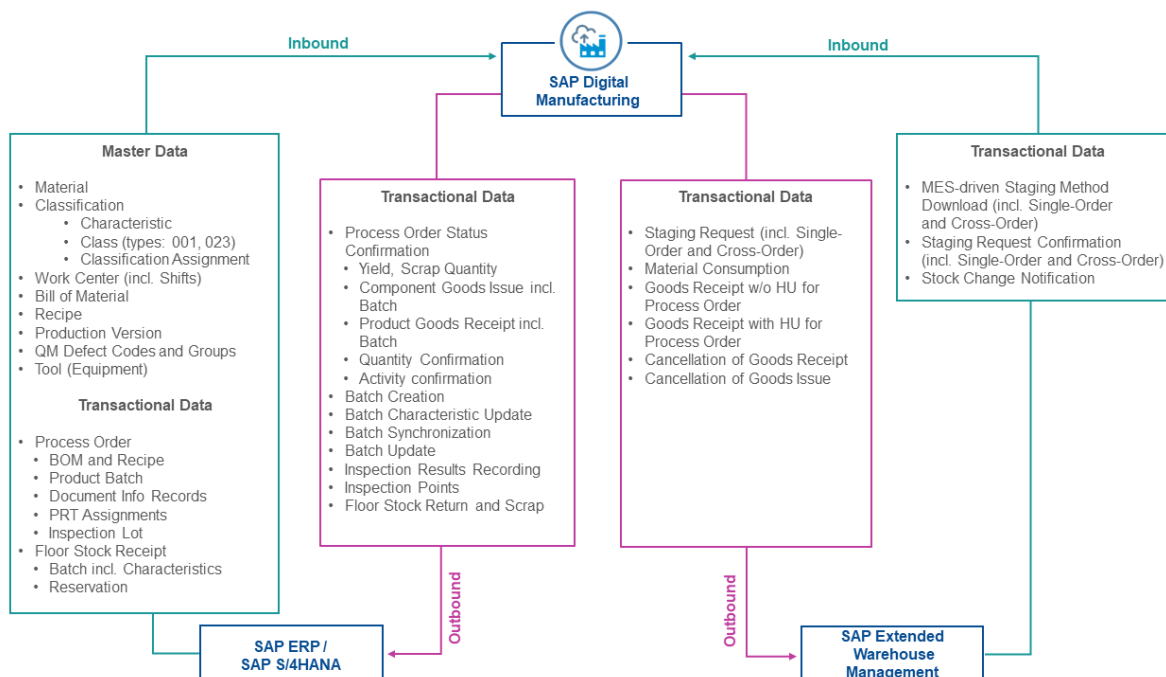 Inbound
Inbound
SAP Digital
Manufacturing
Master Data
• Material
• Classification
• Characteristic
• Class (types: 001, 023)
• Classification Assignment
• Work Center (incl. Shifts)
• Bill of Material
• Recipe
• Production Version
• QM Defect Codes and Groups
• Tool (Equipment)
Transactional Data
• Process Order
• BOM and Recipe
• Product Batch
• Document Info Records
• PRT Assignments
• Inspection Lot
• Floor Stock Receipt
• Batch incl. Characteristics
• Reservation
Transactional Data
• Process Order Status
Confirmation
• Yield, Scrap Quantity
• Component Goods Issue incl.
Batch
• Product Goods Receipt incl.
Batch
• Quantity Confirmation
• Activity confirmation
• Batch Creation
• Batch Characteristic Update
• Batch Synchronization
• Batch Update
• Inspection Results Recording
• Inspection Points
• Floor Stock Return and Scrap
Transactional Data
• Staging Request (incl. Single-
Order and Cross-Order)
• Material Consumption
• Goods Receipt w/o HU for
Process Order
• Goods Receipt with HU for
Process Order
• Cancellation of Goods Receipt
• Cancellation of Goods Issue
Transactional Data
• MES-driven Staging Method
Download (incl. Single-Order
and Cross-Order)
• Staging Request Confirmation
(incl. Single-Order and Cross-Order)
• Stock Change Notification
Outbound
Outbound
SAP ERP /
SAP S/4HANA
SAP Extended
Warehouse
Management